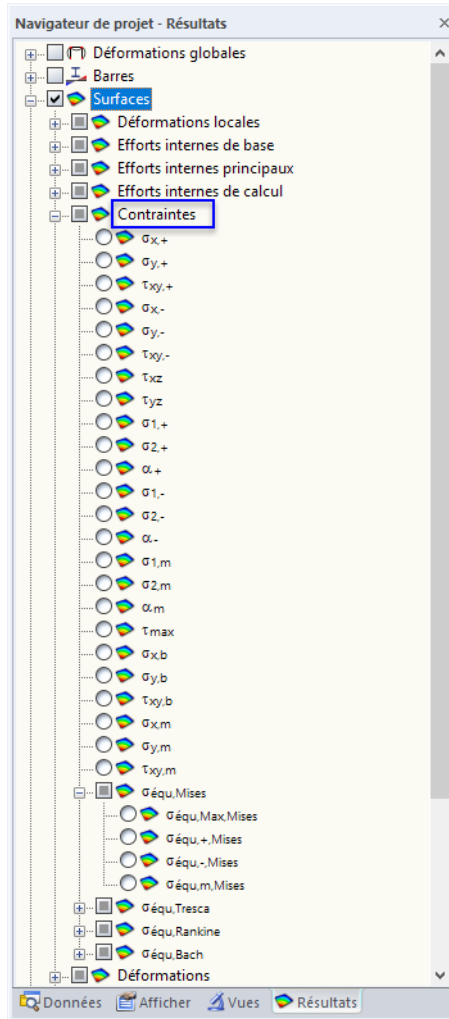 Navigateur de projet - Résultats
Déformations globales
Barres
Surfaces
Déformations locales
Efforts internes de base
Efforts internes principaux
Efforts internes de calcul
Contraintes
σx,+
σy,+
τxy,+
σx,-
σy,-
τxy,-
τxz
τyz
σ1,+
σ2,+
α+
σ1,-
σ2,-
α-
σ1,m
σ2,m
αm
τmax
σx,b
σy,b
τxy,b
σx,m
σy,m
τxy,m
σéqu,Mises
σéqu,Max,Mises
σéqu,+,Mises
σéqu,-,Mises
σéqu,m,Mises
σéqu,Tresca
σéqu,Rankine
σéqu,Bach
Déformations
Données Afficher Vues Résultats